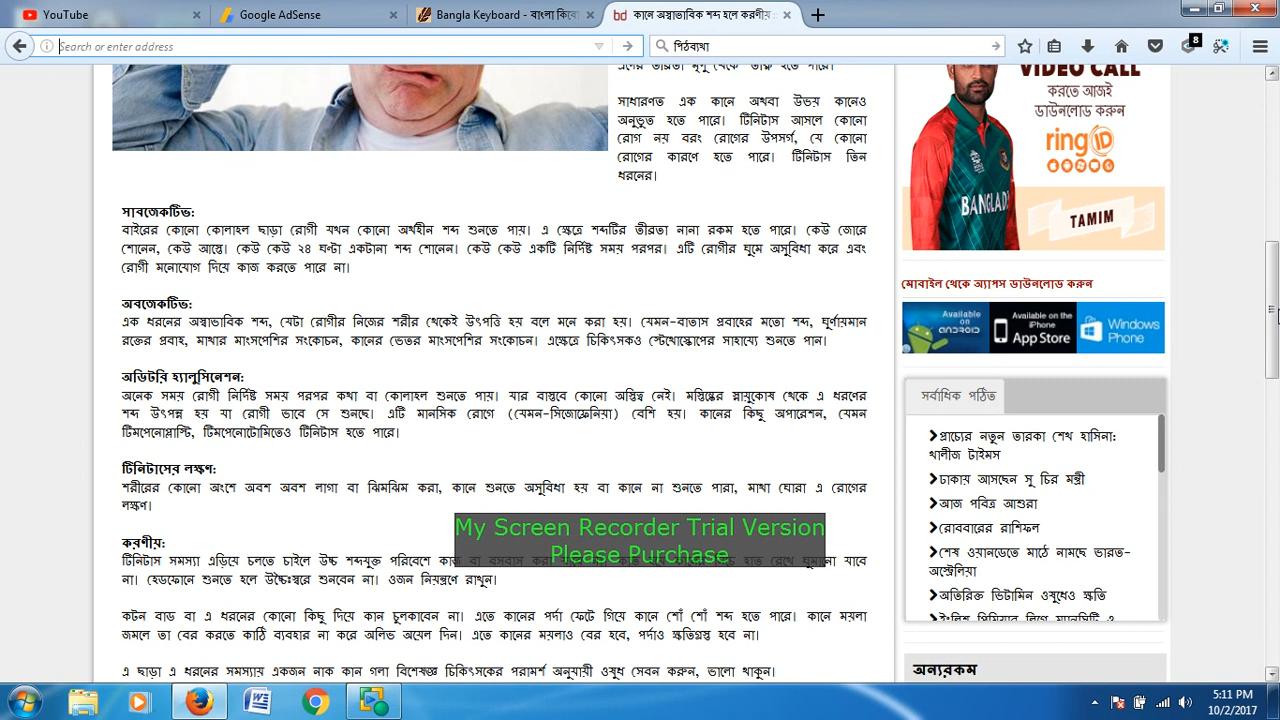 YouTube
Google AdSense
Bangla Keyboard - বাংলা কিবো
bd কানে অস্বাভাবিক শব্দ হলে করণীয়
Search or enter address
পিঠব্যথা
8
সাধারণত এক কানে অথবা উভয় কানেও
অনুভূত হতে পারে। টিনিটাস আসলে কোনো
রোগ নয় বরং রোগের উপসর্গ, যে কোনো
রোগের কারণে হতে পারে। টিনিটাস তিন
ধরনের।
VIDEO CALL
করতে আজই
ডাউনলোড করুন
ring iD
BANGLAD
TAMIM
সাবজেকটিভ:
বাইরের কোনো কোলাহল ছাড়া রোগী যখন কোনো অর্থহীন শব্দ শুনতে পায়। এ ক্ষেত্রে শব্দটির তীব্রতা নানা রকম হতে পারে। কেউ জোরে
শোনেন, কেউ আস্তে। কেউ কেউ ২৪ ঘণ্টা একটানা শব্দ শোনেন। কেউ কেউ একটি নির্দিষ্ট সময় পরপর। এটি রোগীর ঘুমে অসুবিধা করে এবং
রোগী মনোযোগ দিয়ে কাজ করতে পারে না।
অবজেকটিভ:
এক ধরনের অস্বাভাবিক শব্দ, যেটা রোগীর নিজের শরীর থেকেই উৎপত্তি হয় বলে মনে করা হয়। যেমন-বাতাস প্রবাহের মতো শব্দ, ঘূর্ণায়মান
রক্তের প্রবাহ, মাথার মাংসপেশির সংকোচন, কানের ভেতর মাংসপেশির সংকোচন। এক্ষেত্রে চিকিৎসকও স্টেথোস্কোপের সাহায্যে শুনতে পান।
অডিটরি হ্যালুসিনেশন:
অনেক সময় রোগী নির্দিষ্ট সময় পরপর কথা বা কোলাহল শুনতে পায়। যার বাস্তবে কোনো অস্তিত্ব নেই। মস্তিষ্কের স্নায়ুকোষ থেকে এ ধরণের
শব্দ উৎপন্ন হয় যা রোগী ভাবে সে শুনছে। এটি মানসিক রোগে (যেমন-সিজোফ্রেনিয়া) বেশি হয়। কানের কিছু অপারেশন, যেমন
টিমপেনোপ্লাস্টি, টিমপেনোটোমিতেও টিনিটাস হতে পারে।
টিনিটাসের লক্ষণ:
শরীরের কোনো অংশে অবশ অবশ লাগা বা ঝিমঝিম করা, কানে শুনতে অসুবিধা হয় বা কানে না শুনতে পারা, মাথা ঘোরা এ রোগের
লক্ষণ।
করণীয়:
টিনিটাস সমস্যা এড়িয়ে চলতে চাইলে উচ্চ শব্দযুক্ত পরিবেশে কাজ বা বসবাস করা রেখে ঘুমানো যাবে
না। হেডফোনে শুনতে হলে উচ্চৈঃস্বরে শুনবেন না। ওজন নিয়ন্ত্রণে রাখুন।
কটন বাড বা এ ধরনের কোনো কিছু দিয়ে কান চুলকাবেন না। এতে কানের পর্দা ফেটে গিয়ে কানে শোঁ শোঁ শব্দ হতে পারে। কানে ময়লা
জমলে তা বের করতে কাঠি ব্যবহার না করে অলিভ অয়েল দিন। এতে কানের ময়লাও বের হবে, পর্দাও ক্ষতিগ্রস্ত হবে না।
এ ছাড়া এ ধরনের সমস্যায় একজন নাক কান গলা বিশেষজ্ঞ চিকিৎসকের পরামর্শ অনুযায়ী ওষুধ সেবন করুন, ভালো থাকুন।
My Screen Recorder Trial Version
Please Purchase
মোবাইল থেকে অ্যাপস ডাউনলোড করুন
Available on ANDROID
Available on the iPhone App Store
Windows Phone
সর্বাধিক পঠিত
প্রাচ্যের নতুন তারকা শেখ হাসিনা:
খালীজ টাইমস
ঢাকায় আসছেন সু চির মন্ত্রী
আজ পবিত্র আশুরা
রোববারের রাশিফল
শেষ ওয়ানডেতে মাঠে নামছে ভারত-
অস্ট্রেলিয়া
অতিরিক্ত ভিটামিন ওষুধেও ক্ষতি
ইংলিশ প্রিমিয়ার লিগে ম্যানসিটি ও
অন্যরকম
5:11 PM
10/2/2017